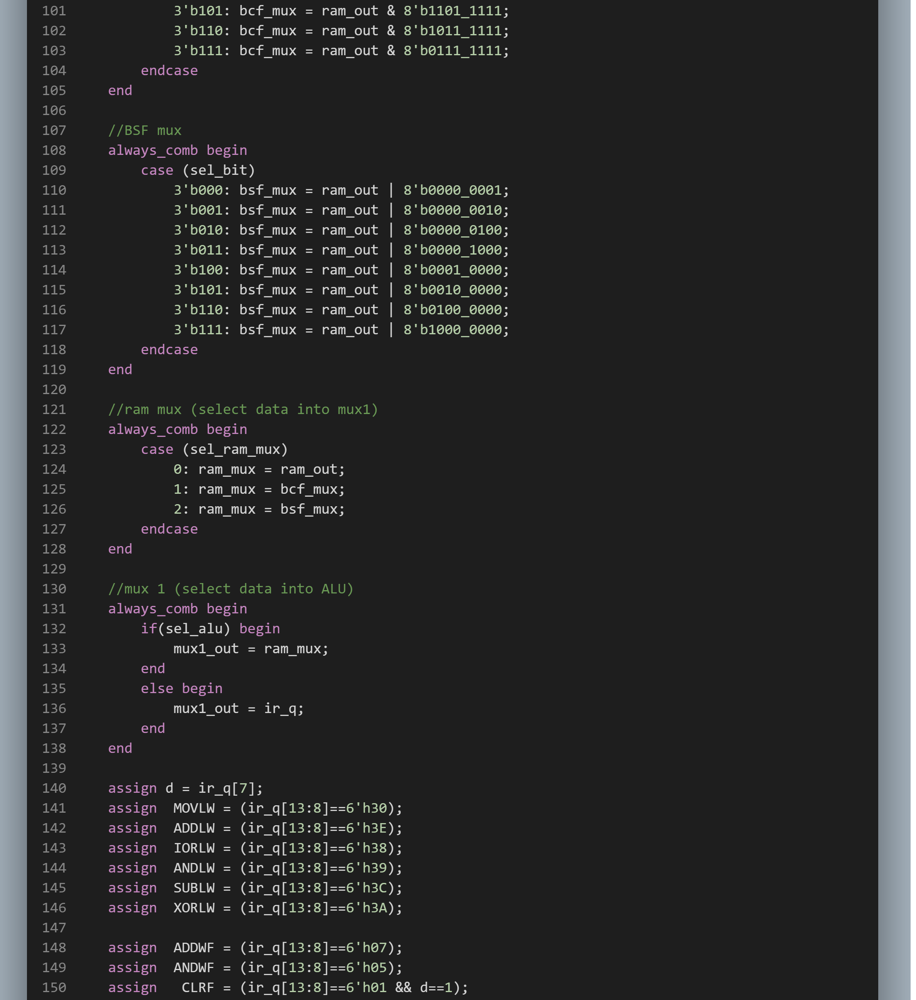 101             3'b101: bcf_mux = ram_out & 8'b1101_1111;
102             3'b110: bcf_mux = ram_out & 8'b1011_1111;
103             3'b111: bcf_mux = ram_out & 8'b0111_1111;
104         endcase
105     end
106
107     //BSF mux
108     always_comb begin
109         case (sel_bit)
110             3'b000: bsf_mux = ram_out | 8'b0000_0001;
111             3'b001: bsf_mux = ram_out | 8'b0000_0010;
112             3'b010: bsf_mux = ram_out | 8'b0000_0100;
113             3'b011: bsf_mux = ram_out | 8'b0000_1000;
114             3'b100: bsf_mux = ram_out | 8'b0001_0000;
115             3'b101: bsf_mux = ram_out | 8'b0010_0000;
116             3'b110: bsf_mux = ram_out | 8'b0100_0000;
117             3'b111: bsf_mux = ram_out | 8'b1000_0000;
118         endcase
119     end
120
121     //ram mux (select data into mux1)
122     always_comb begin
123         case (sel_ram_mux)
124             0: ram_mux = ram_out;
125             1: ram_mux = bcf_mux;
126             2: ram_mux = bsf_mux;
127         endcase
128     end
129
130     //mux 1 (select data into ALU)
131     always_comb begin
132         if(sel_alu) begin
133             mux1_out = ram_mux;
134         end
135         else begin
136             mux1_out = ir_q;
137         end
138     end
139
140     assign d = ir_q[7];
141     assign  MOVLW = (ir_q[13:8]==6'h30);
142     assign  ADDLW = (ir_q[13:8]==6'h3E);
143     assign  IORLW = (ir_q[13:8]==6'h38);
144     assign  ANDLW = (ir_q[13:8]==6'h39);
145     assign  SUBLW = (ir_q[13:8]==6'h3C);
146     assign  XORLW = (ir_q[13:8]==6'h3A);
147
148     assign  ADDWF = (ir_q[13:8]==6'h07);
149     assign  ANDWF = (ir_q[13:8]==6'h05);
150     assign   CLRF = (ir_q[13:8]==6'h01 && d==1);